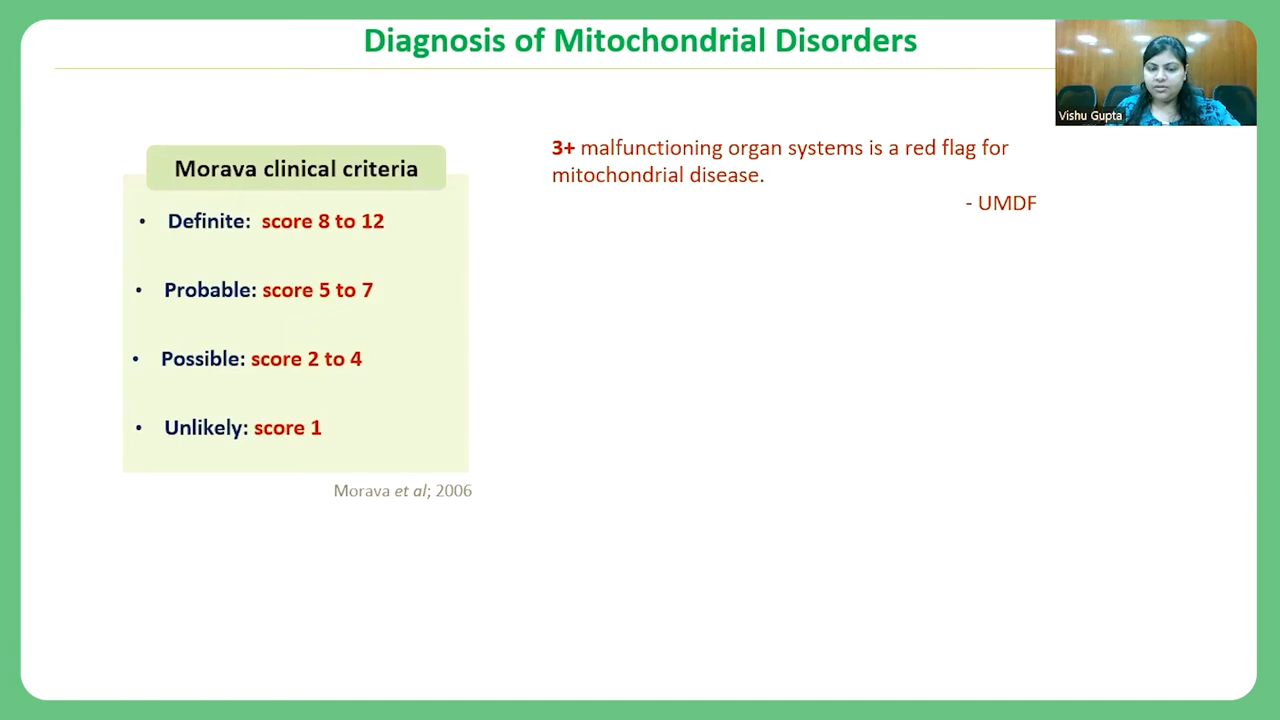 Diagnosis of Mitochondrial Disorders
Vishu Gupta
Morava clinical criteria
• Definite: score 8 to 12
• Probable: score 5 to 7
• Possible: score 2 to 4
• Unlikely: score 1
Morava et al; 2006
3+ malfunctioning organ systems is a red flag for
mitochondrial disease.
- UMDF